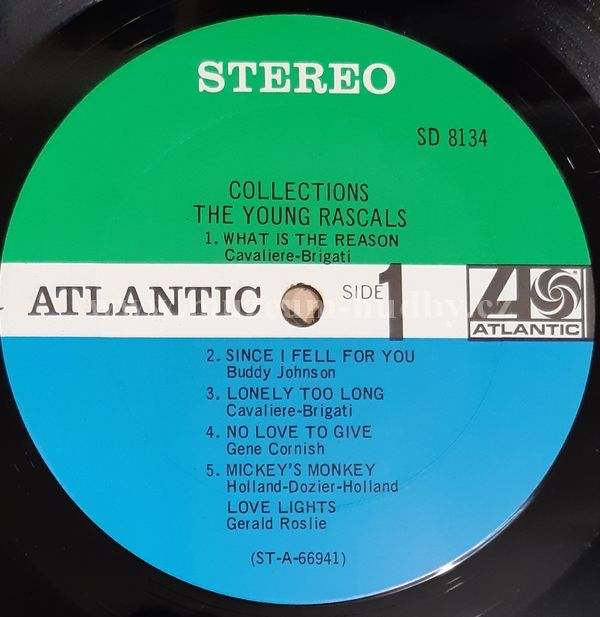 STEREO
SD 8134
COLLECTIONS
THE YOUNG RASCALS
1. WHAT IS THE REASON
Cavaliere-Brigati
ATLANTIC
SIDE 1
ATLANTIC
2. SINCE I FELL FOR YOU
Buddy Johnson
3. LONELY TOO LONG
Cavaliere-Brigati
4. NO LOVE TO GIVE
Gene Cornish
5. MICKEY'S MONKEY
Holland-Dozier-Holland
LOVE LIGHTS
Gerald Roslie
(ST-A-66941)